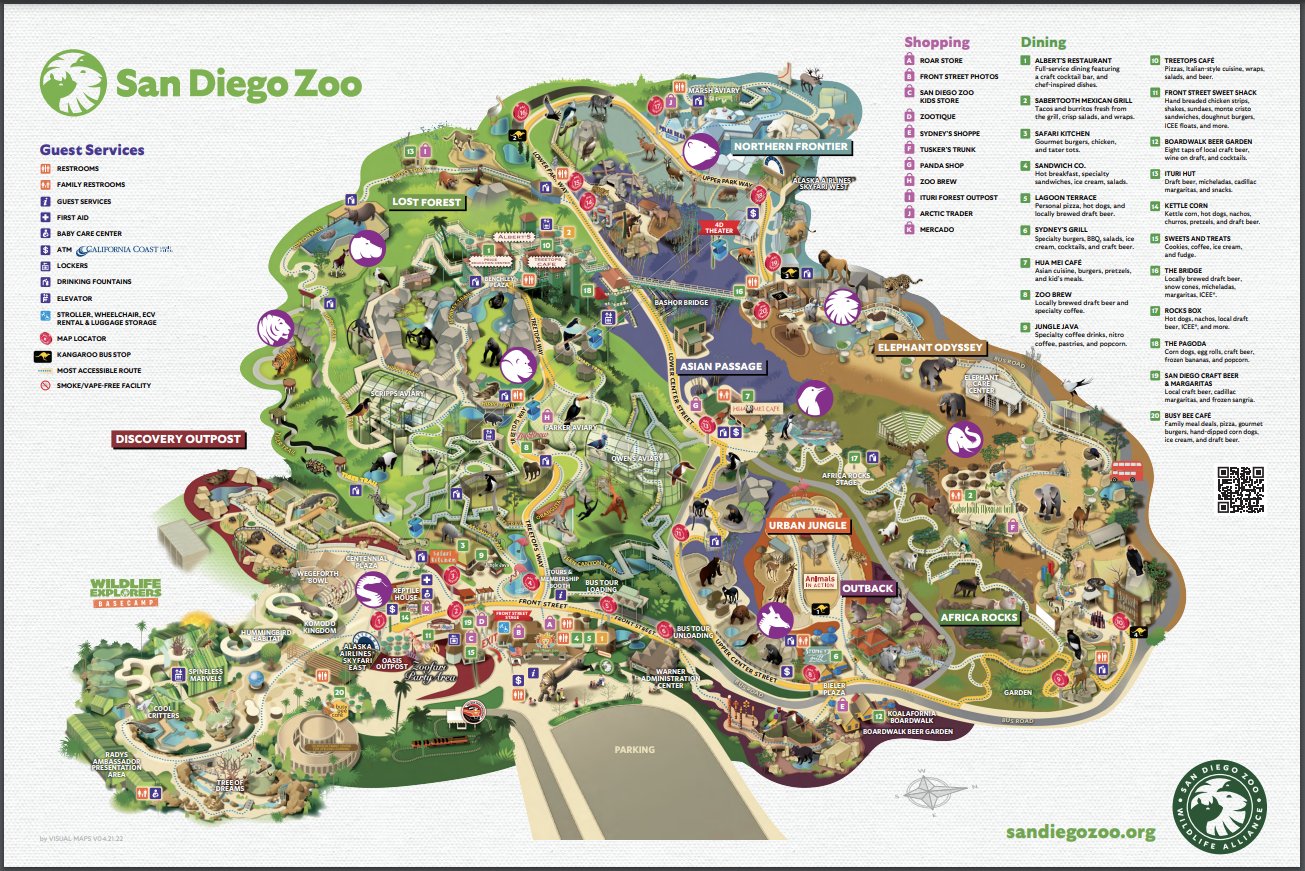 San Diego Zoo
Guest Services
RESTROOMS
FAMILY RESTROOMS
GUEST SERVICES
FIRST AID
BABY CARE CENTER
ATM CALIFORNIA COAST
LOCKERS
DRINKING FOUNTAINS
ELEVATOR
STROLLER, WHEELCHAIR, ECV
RENTAL & LUGGAGE STORAGE
MAP LOCATOR
KANGAROO BUS STOP
MOST ACCESSIBLE ROUTE
SMOKE/VAPE-FREE FACILITY
Shopping
A ROAR STORE
B FRONT STREET PHOTOS
C SAN DIEGO ZOO
KIDS STORE
D ZOOTIQUE
E SYDNEY'S SHOPPE
F TUSKER'S TRUNK
G PANDA SHOP
H ZOO BREW
I ITURI FOREST OUTPOST
J ARCTIC TRADER
K MERCADO
Dining
1 ALBERT'S RESTAURANT
Full-service dining featuring
a craft cocktail bar, and
chef-inspired dishes.
2 SABERTOOTH MEXICAN GRILL
Tacos and burritos fresh from
the grill, crisp salads, and wraps.
3 SAFARI KITCHEN
Gourmet burgers, chicken,
and tater tots.
4 SANDWICH CO.
Hot breakfast, specialty
sandwiches, ice cream, salads.
5 LAGOON TERRACE
Personal pizza, hot dogs, and
locally brewed draft beer.
6 SYDNEY'S GRILL
Specialty burgers, BBQ, salads, ice
cream, cocktails, and craft beer.
7 HUA MEI CAFÉ
Asian cuisine, burgers, pretzels,
and kid's meals.
8 ZOO BREW
Locally brewed draft beer and
specialty coffee.
9 JUNGLE JAVA
Specialty coffee drinks, nitro
coffee, pastries, and popcorn.
10 TREETOPS CAFÉ
Pizzas, Italian-style cuisine, wraps,
salads, and beer.
11 FRONT STREET SWEET SHACK
Hand breaded chicken strips,
shakes, sundaes, monte cristo
sandwiches, doughnut burgers,
ICEE floats, and more.
12 BOARDWALK BEER GARDEN
Eight taps of local craft beer,
wine on draft, and cocktails.
13 ITURI HUT
Draft beer, micheladas, cadillac
margaritas, and snacks.
14 KETTLE CORN
Kettle corn, hot dogs, nachos,
churros, pretzels, and draft beer.
15 SWEETS AND TREATS
Cookies, coffee, ice cream,
and fudge.
16 THE BRIDGE
Locally brewed draft beer,
snow cones, micheladas,
margaritas, ICEE®.
17 ROCKS BOX
Hot dogs, nachos, local draft
beer, ICEE®, and more.
18 THE PAGODA
Corn dogs, egg rolls, craft beer,
frozen bananas, and popcorn.
19 SAN DIEGO CRAFT BEER
& MARGARITAS
Local craft beer, cadillac
margaritas, and frozen sangria.
20 BUSY BEE CAFÉ
Family meal deals, pizza, gourmet
burgers, hand-dipped corn dogs,
ice cream, and draft beer.
MARSH AVIARY
POLAR BEAR
NORTHERN FRONTIER
UPPER PARK WAY
LOWER PARK WAY
ALASKA AIRLINES
SKYFARI WEST
LOST FOREST
4D
THEATER
ALBERT'S
TREETOPS
CAFE
BENCHLEY
PLAZA
BASHOR BRIDGE
ELEPHANT ODYSSEY
BUS ROAD
ELEPHANT
CARE
CENTER
ASIAN PASSAGE
LOWER CENTER STREET
TREETOPS WAY
SCRIPPS AVIARY
HUA MEI CAFE
PARKER AVIARY
OWENS AVIARY
DISCOVERY OUTPOST
TIGER TRAIL
AFRICA ROCKS
STAGE
Sabertooth Mexican Grill
URBAN JUNGLE
Animals
IN ACTION
OUTBACK
AFRICA ROCKS
WILDLIFE
EXPLORERS
BASECAMP
CENTENNIAL
PLAZA
WEGEFORTH
BOWL
Safari
Kitchen
REPTILE
HOUSE
TREETOPS WAY
TOURS &
MEMBERSHIP
BOOTH
BUS TOUR
LOADING
FRONT STREET
FRONT STREET
STAGE
FRONT STREET
BUS TOUR
UNLOADING
UPPER CENTER STREET
BUS ROAD
KOMODO
KINGDOM
HUMMINGBIRD
HABITAT
ALASKA
AIRLINES
SKYFARI
EAST
OASIS
OUTPOST
Zoofari
Party Area
WARNER
ADMINISTRATION
CENTER
BIELER
PLAZA
KOALAFORNIA
BOARDWALK
BOARDWALK BEER GARDEN
GARDEN
BUS ROAD
SPINELESS
MARVELS
COOL
CRITTERS
RADYS
AMBASSADOR
PRESENTATION
AREA
TREE OF
DREAMS
PARKING
by VISUAL MAPS V04.21.22
sandiegozoo.org
SAN DIEGO ZOO
WILDLIFE ALLIANCE